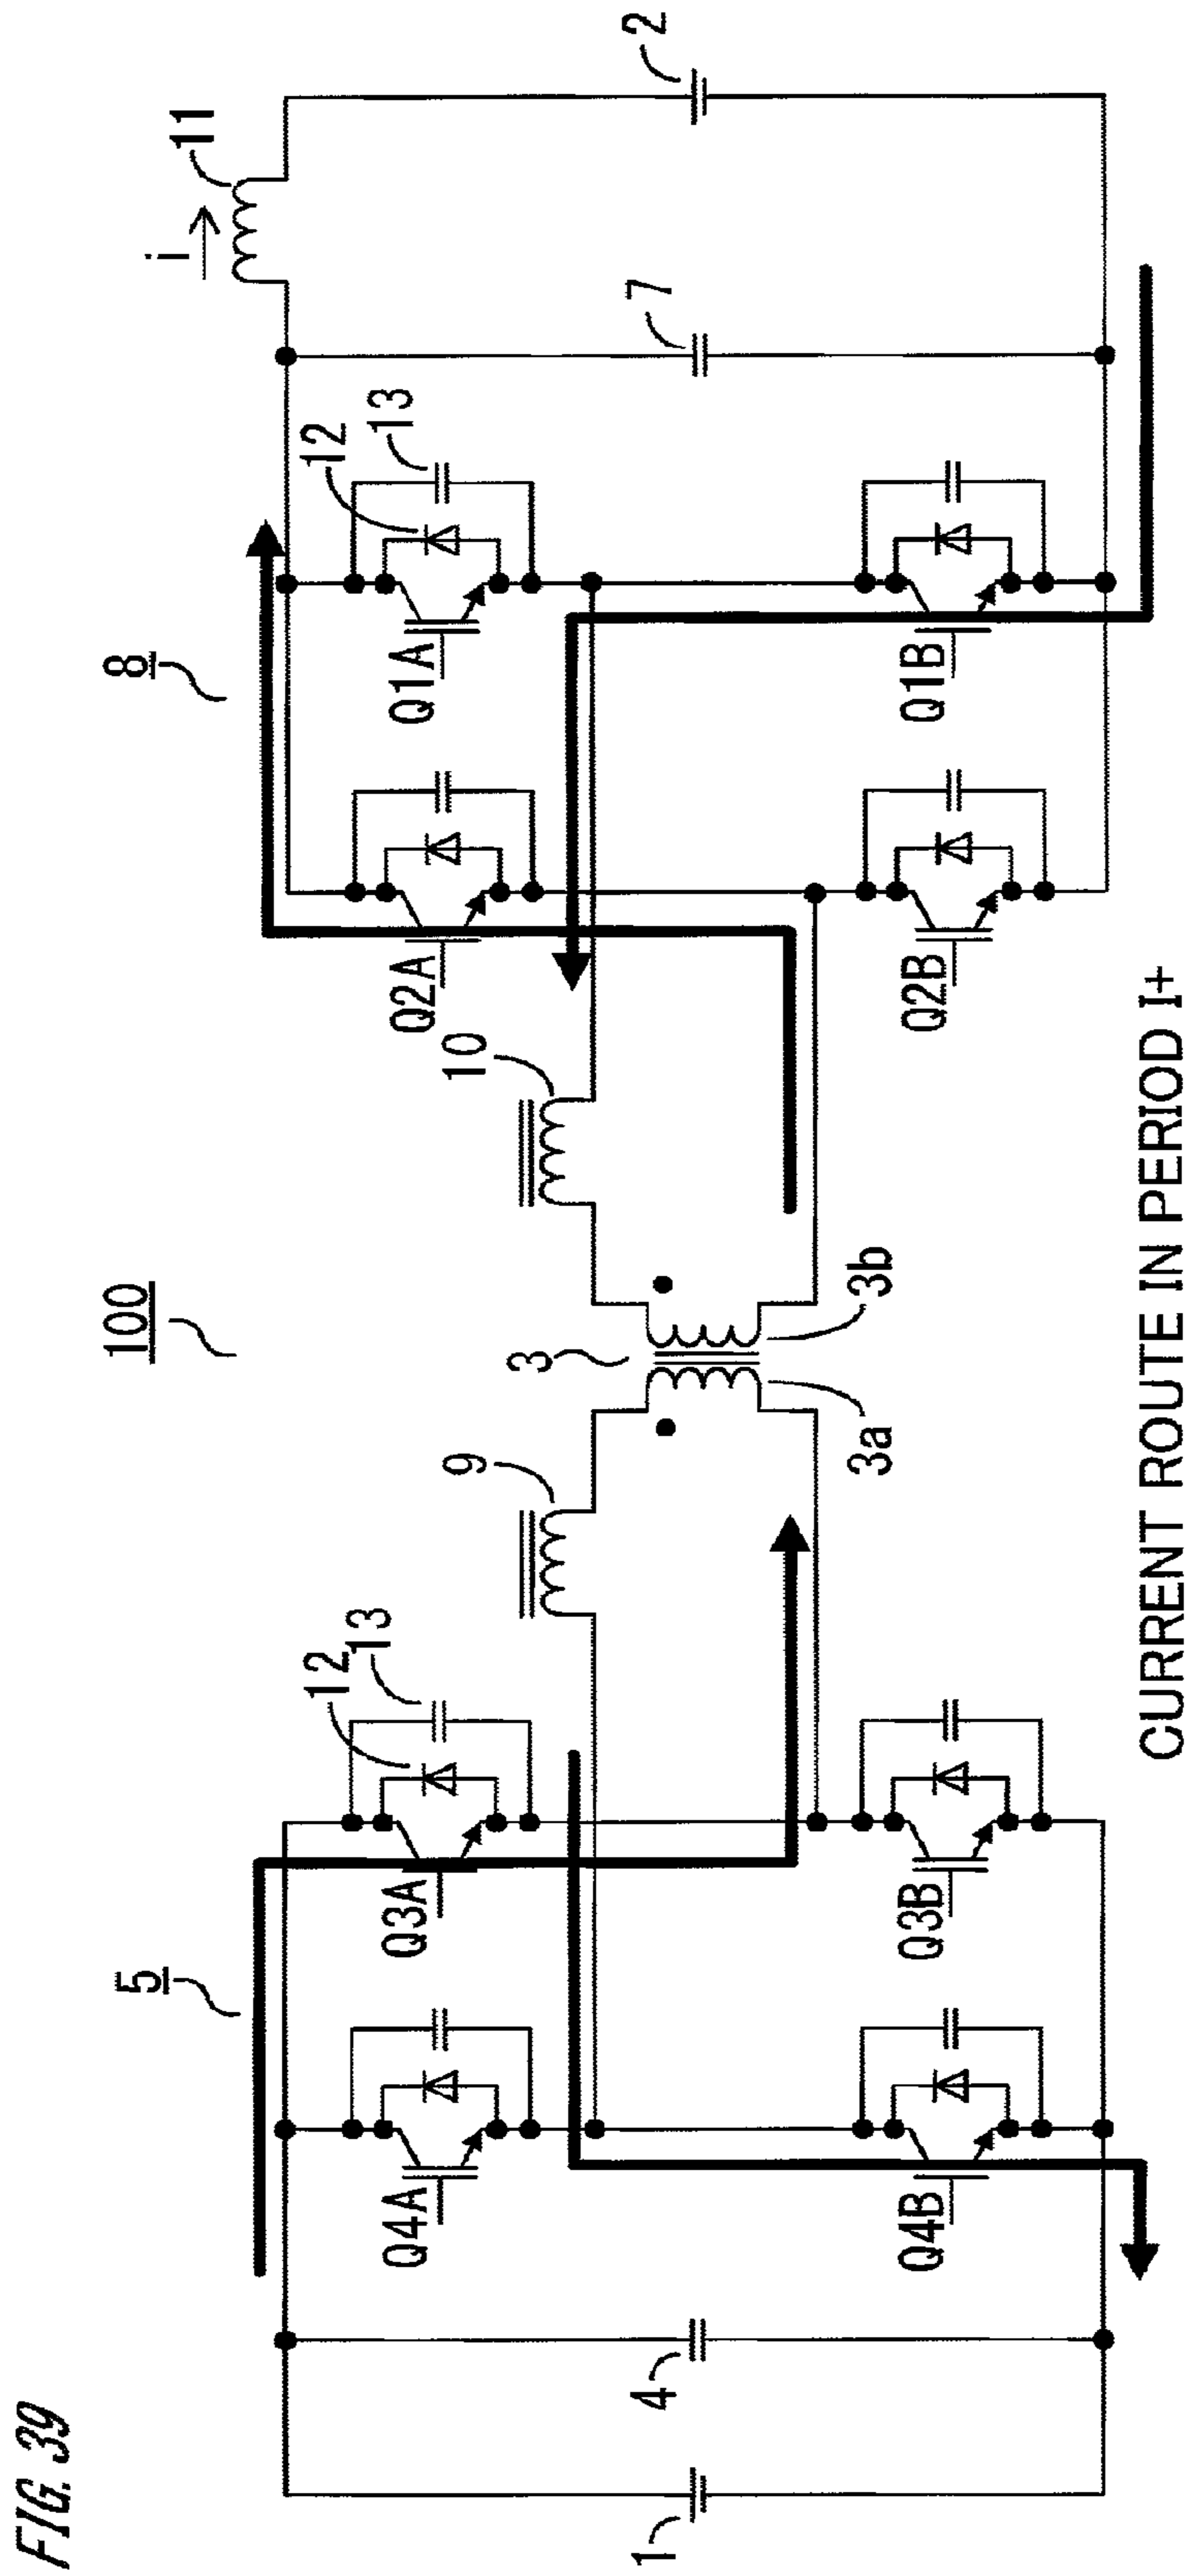 FIG. 39
100
5
8
i
11
12
13
12
13
9
10
Q4A
Q3A
Q2A
Q1A
3
1
4
7
2
3a
3b
Q4B
Q3B
Q2B
Q1B
CURRENT ROUTE IN PERIOD I+